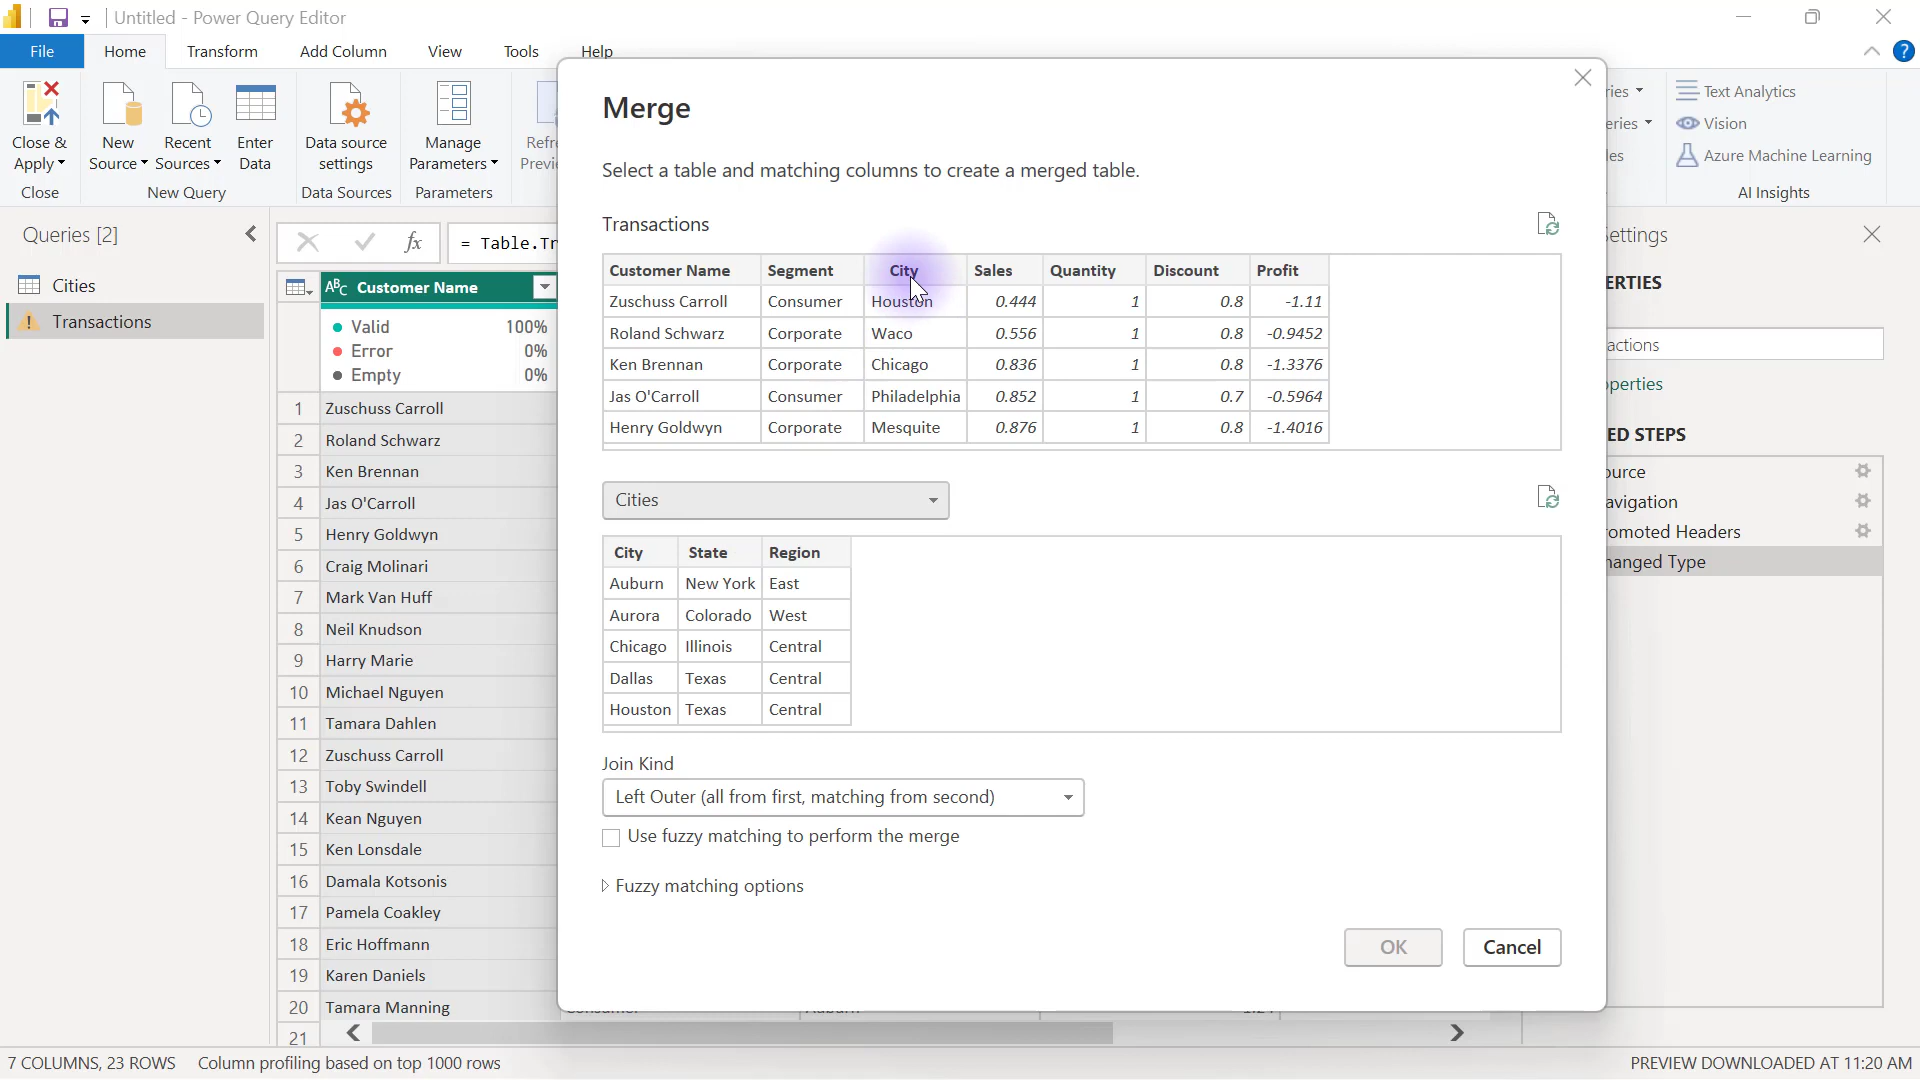 Untitled - Power Query Editor
File Home Transform Add Column View Tools Help
Close & Apply
New Source
Recent Sources
Enter Data
Data source settings
Manage Parameters
Text Analytics
Vision
Azure Machine Learning
Close
New Query
Data Sources
Parameters
AI Insights
Queries [2]
Cities
Transactions
fx = Table.Tr
ABC Customer Name
Valid 100%
Error 0%
Empty 0%
1 Zuschuss Carroll
2 Roland Schwarz
3 Ken Brennan
4 Jas O'Carroll
5 Henry Goldwyn
6 Craig Molinari
7 Mark Van Huff
8 Neil Knudson
9 Harry Marie
10 Michael Nguyen
11 Tamara Dahlen
12 Zuschuss Carroll
13 Toby Swindell
14 Kean Nguyen
15 Ken Lonsdale
16 Damala Kotsonis
17 Pamela Coakley
18 Eric Hoffmann
19 Karen Daniels
20 Tamara Manning
21
Merge
Select a table and matching columns to create a merged table.
Transactions
Customer Name Segment City Sales Quantity Discount Profit
Zuschuss Carroll Consumer Houston 0.444 1 0.8 -1.11
Roland Schwarz Corporate Waco 0.556 1 0.8 -0.9452
Ken Brennan Corporate Chicago 0.836 1 0.8 -1.3376
Jas O'Carroll Consumer Philadelphia 0.852 1 0.7 -0.5964
Henry Goldwyn Corporate Mesquite 0.876 1 0.8 -1.4016
Cities
City State Region
Auburn New York East
Aurora Colorado West
Chicago Illinois Central
Dallas Texas Central
Houston Texas Central
Join Kind
Left Outer (all from first, matching from second)
Use fuzzy matching to perform the merge
Fuzzy matching options
OK Cancel
ettings
ERTIES
actions
perties
ED STEPS
ource
avigation
romoted Headers
hanged Type
7 COLUMNS, 23 ROWS Column profiling based on top 1000 rows
PREVIEW DOWNLOADED AT 11:20 AM